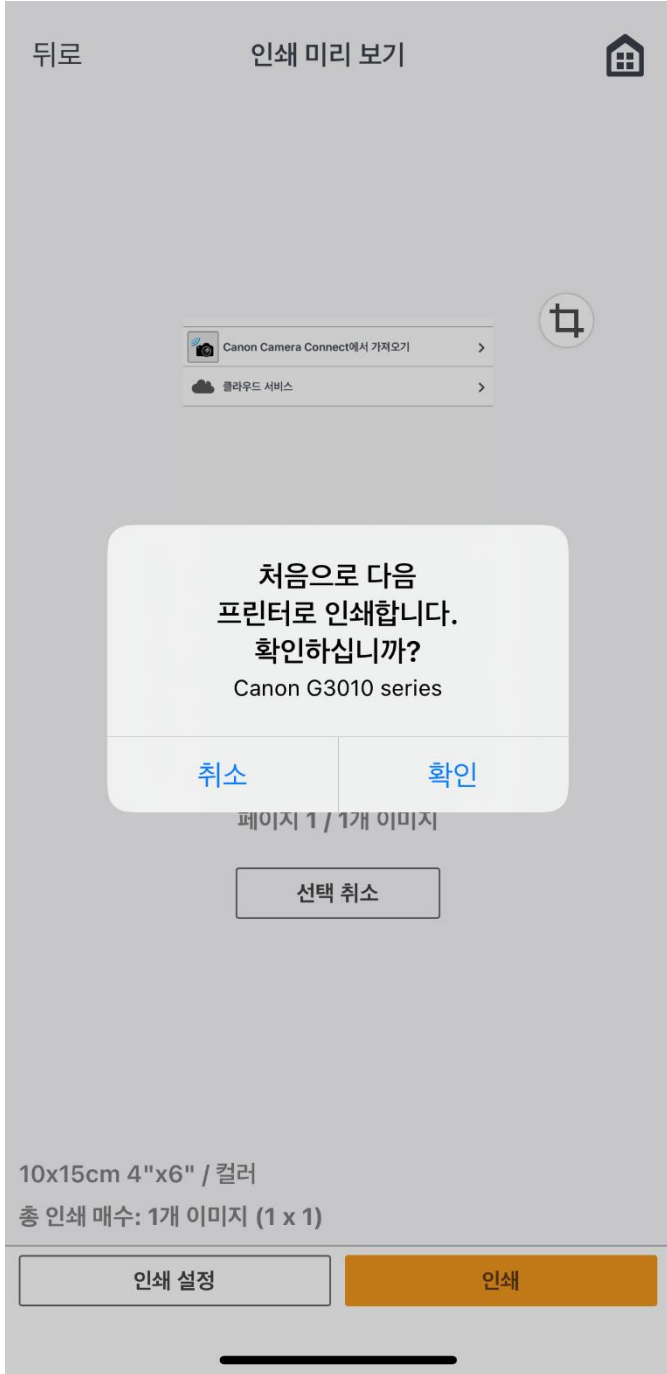 뒤로
인쇄 미리 보기
Canon Camera Connect에서 가져오기
클라우드 서비스
처음으로 다음
프린터로 인쇄합니다.
확인하십니까?
Canon G3010 series
취소
확인
페이지 1 / 1개 이미지
선택 취소
10x15cm 4"x6" / 컬러
총 인쇄 매수: 1개 이미지 (1 x 1)
인쇄 설정
인쇄